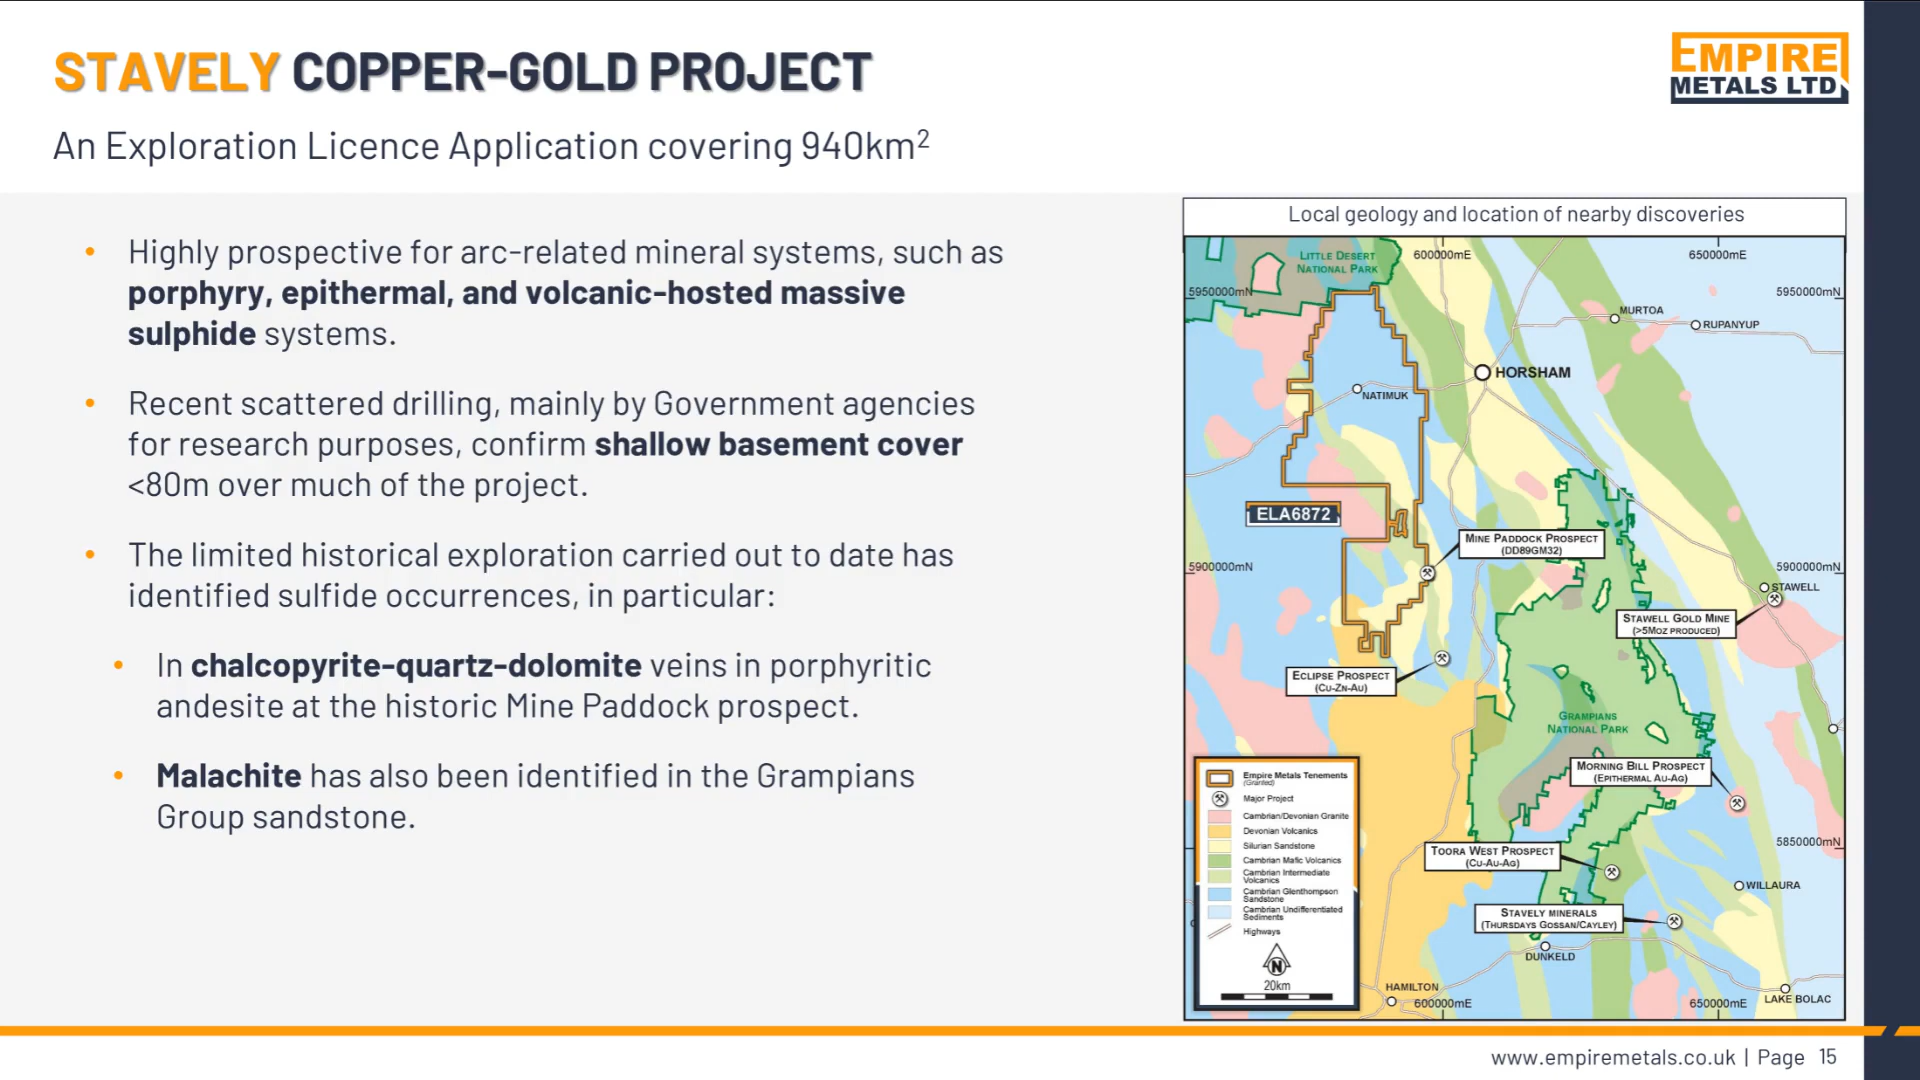 STAVELY COPPER-GOLD PROJECT
An Exploration Licence Application covering 940km²
EMPIRE
METALS LTD
• Highly prospective for arc-related mineral systems, such as
porphyry, epithermal, and volcanic-hosted massive
sulphide systems.
• Recent scattered drilling, mainly by Government agencies
for research purposes, confirm shallow basement cover
<80m over much of the project.
• The limited historical exploration carried out to date has
identified sulfide occurrences, in particular:
• In chalcopyrite-quartz-dolomite veins in porphyritic
andesite at the historic Mine Paddock prospect.
• Malachite has also been identified in the Grampians
Group sandstone.
Local geology and location of nearby discoveries
LITTLE DESERT
NATIONAL PARK
600000mE
650000mE
5950000mN
5950000mN
MURTOA
RUPANYUP
HORSHAM
NATIMUK
ELA6872
MINE PADDOCK PROSPECT
(DD89GM32)
5900000mN
5900000mN
STAWELL
STAWELL GOLD MINE
(>5MOZ PRODUCED)
ECLIPSE PROSPECT
(CU-ZN-AU)
GRAMPIANS
NATIONAL PARK
MORNING BILL PROSPECT
(EPITHERMAL AU-AG)
5850000mN
TOORA WEST PROSPECT
(CU-AU-AG)
WILLAURA
STAVELY MINERALS
(THURSDAYS GOSSAN/CAYLEY)
DUNKELD
HAMILTON
600000mE
650000mE
LAKE BOLAC
Empire Metals Tenements
(Granted)
Major Project
Cambrian/Devonian Granite
Devonian Volcanics
Silurian Sandstone
Cambrian Mafic Volcanics
Cambrian Intermediate
Volcanics
Cambrian Glenthompson
Sandstone
Cambrian Undifferentiated
Sediments
Highways
N
20km
www.empiremetals.co.uk | Page 15